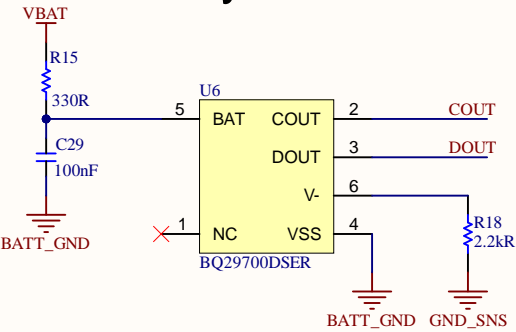 VBAT
R15
330R
U6
5
BAT
COUT
2
COUT
C29
100nF
DOUT
3
DOUT
V-
6
1
NC
VSS
4
R18
2.2kR
BATT_GND
BQ29700DSER
BATT_GND
GND_SNS